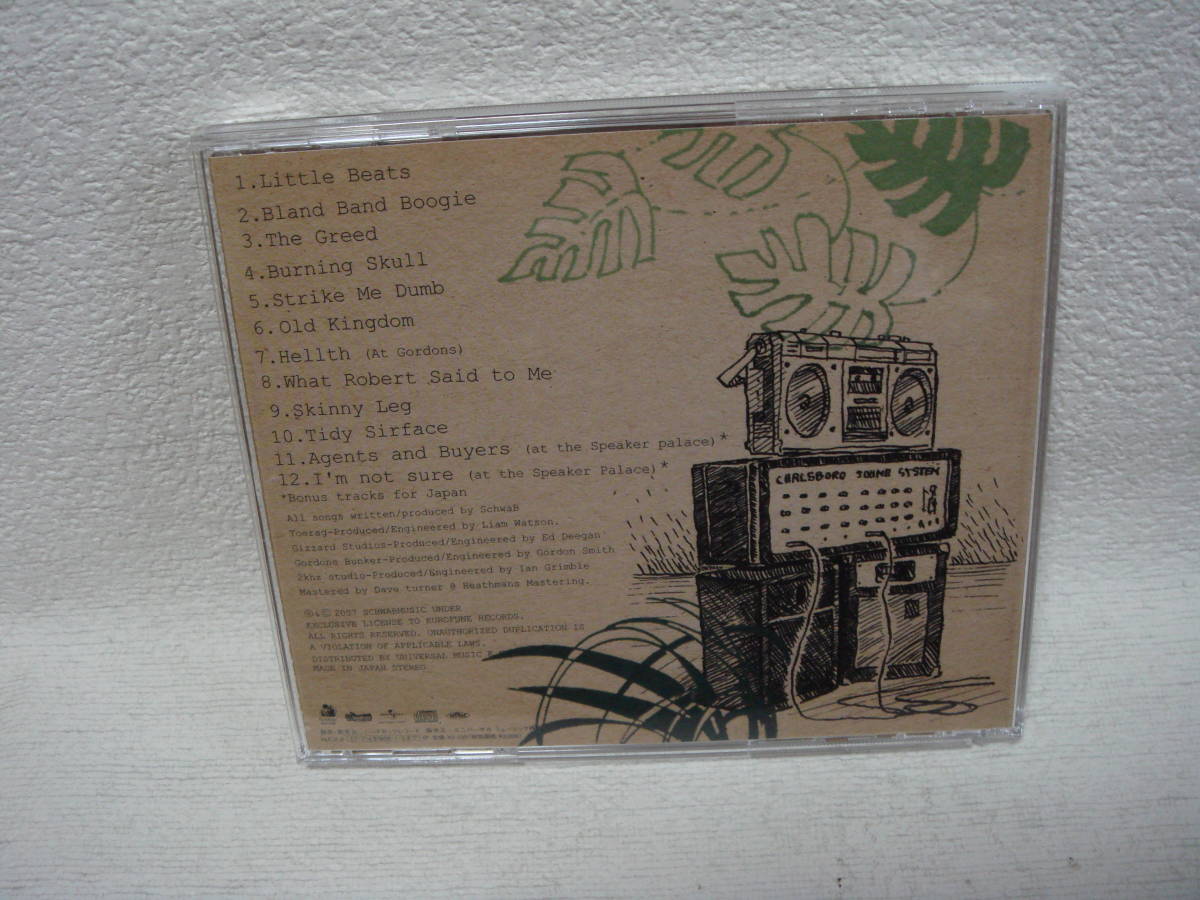 1.Little Beats
2.Bland Band Boogie
3.The Greed
4.Burning Skull
5.Strike Me Dumb
6.Old Kingdom
7.Hellth (At Gordons)
8.What Robert Said to Me
9.Skinny Leg
10.Tidy Sirface
11.Agents and Buyers (at the Speaker palace)*
12.I'm not sure (at the Speaker Palace)*
*Bonus tracks for Japan
All songs written/produced by SchwaB
Toerag-Produced/Engineered by Liam Watson.
Gizzard Studios-Produced/Engineered by Ed Deegan
Gordons Bunker-Produced/Engineered by Gordon Smith
2khz studio-Produced/Engineered by Ian Grimble
Mastered by Dave turner @ Heathmans Mastering.
℗&© 2007 SCHWABMUSIC UNDER
EXCLUSIVE LICENSE TO KUROFUNE RECORDS.
ALL RIGHTS RESERVED. UNAUTHORIZED DUPLICATION IS
A VIOLATION OF APPLICABLE LAWS.
DISTRIBUTED BY UNIVERSAL MUSIC
MADE IN JAPAN STEREO
CARLSBORO SOUND SYSTEM